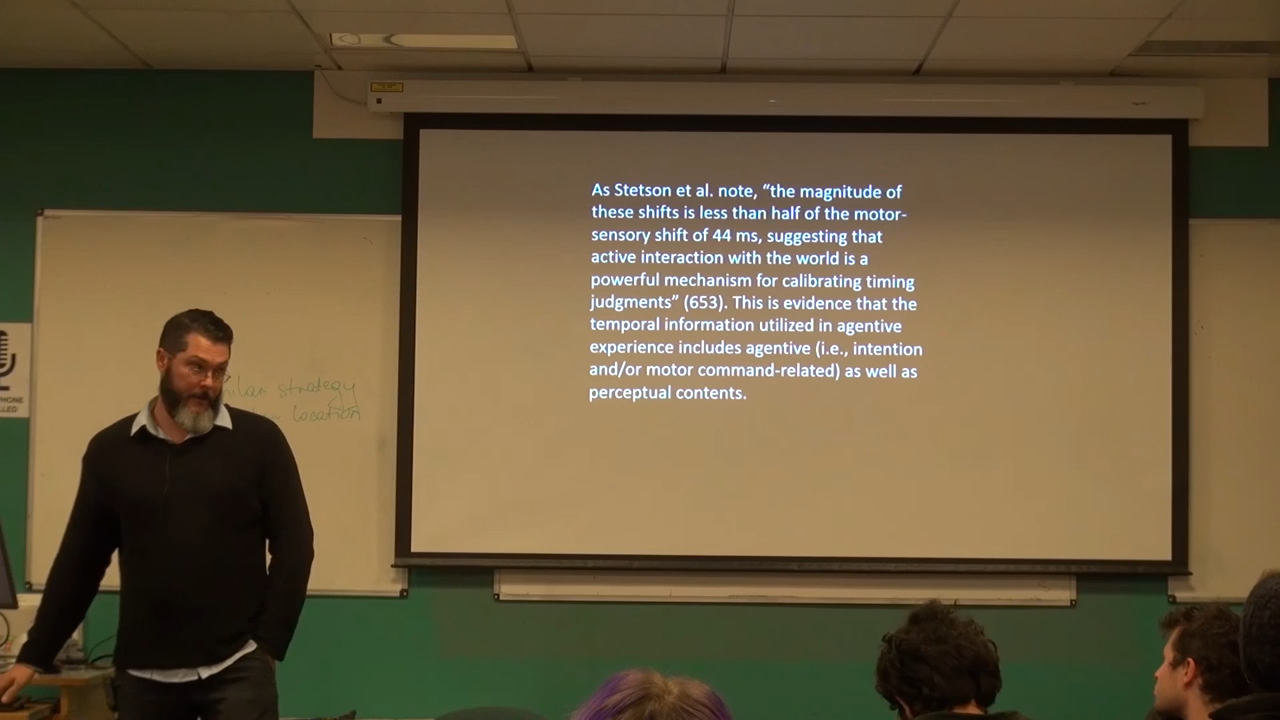 As Stetson et al. note, “the magnitude of
these shifts is less than half of the motor-
sensory shift of 44 ms, suggesting that
active interaction with the world is a
powerful mechanism for calibrating timing
judgments” (653). This is evidence that the
temporal information utilized in agentive
experience includes agentive (i.e., intention
and/or motor command-related) as well as
perceptual contents.
strategy
location